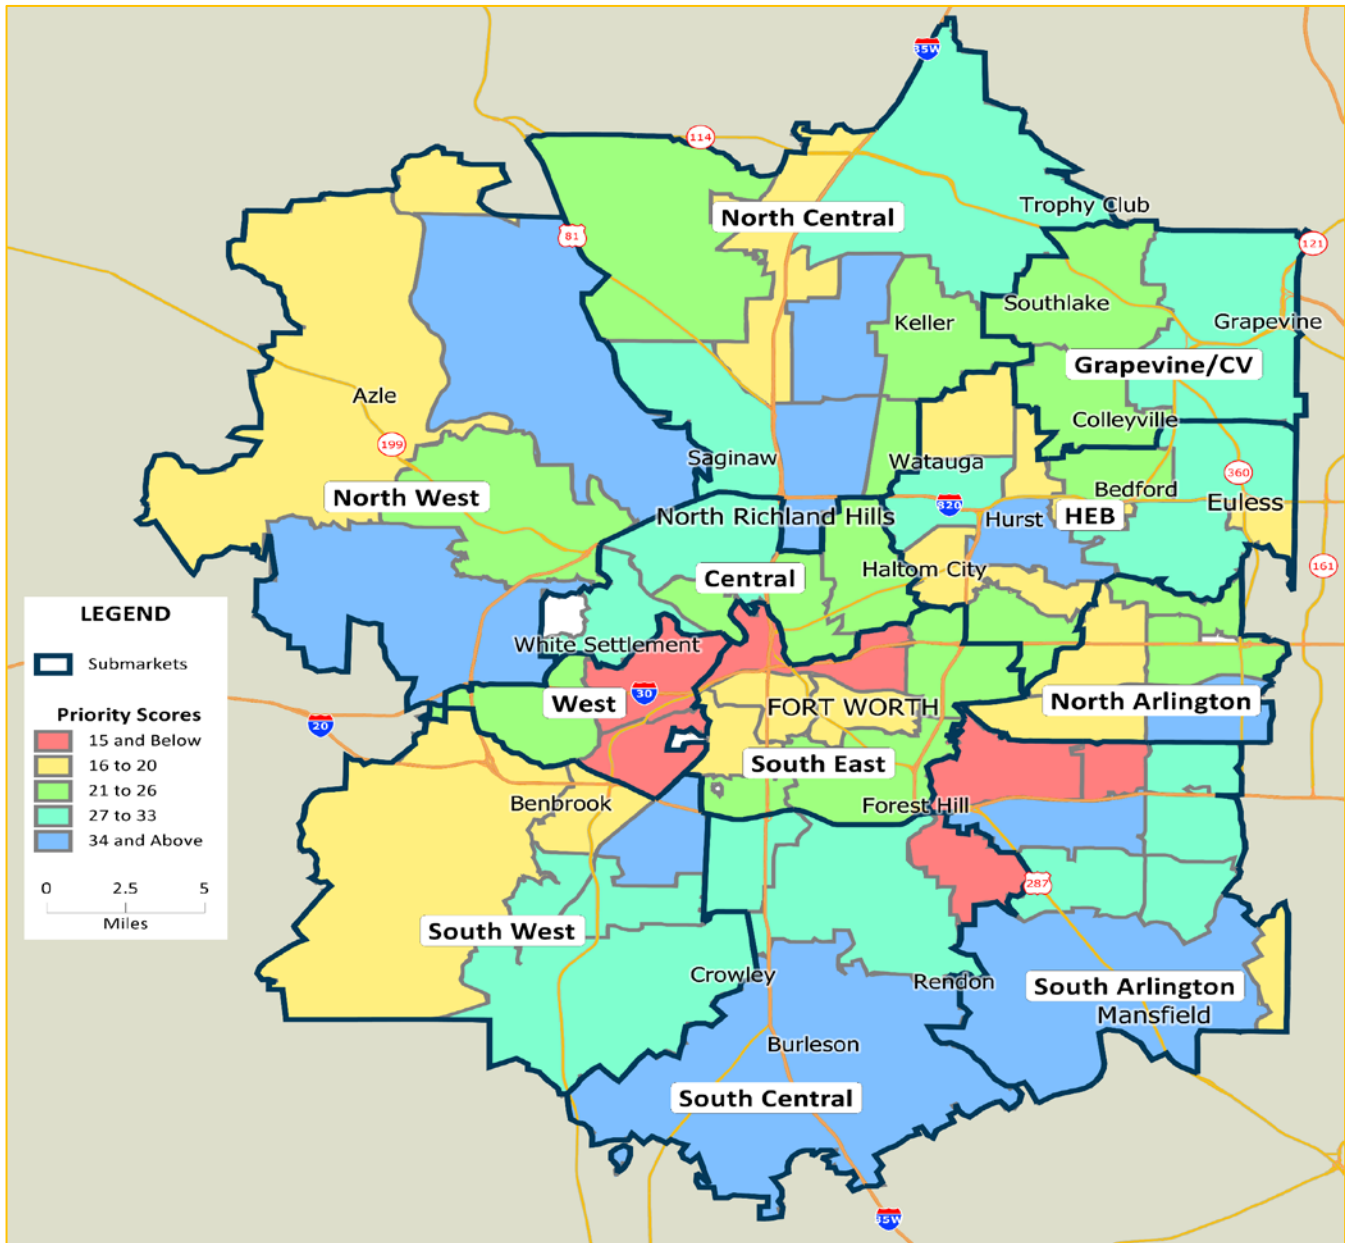 35W
114
North Central
Trophy Club
81
121
Southlake
Keller
Grapevine
Grapevine/CV
Azle
Colleyville
199
Saginaw
Watauga
360
North West
Bedford
Euless
820
North Richland Hills
Hurst
HEB
Central
Haltom City
161
LEGEND
Submarkets
Priority Scores
15 and Below
16 to 20
21 to 26
27 to 33
34 and Above
0 2.5 5
Miles
White Settlement
30
West
North Arlington
FORT WORTH
20
South East
Benbrook
Forest Hill
287
South West
Crowley
Rendon
South Arlington
Mansfield
Burleson
South Central
35W